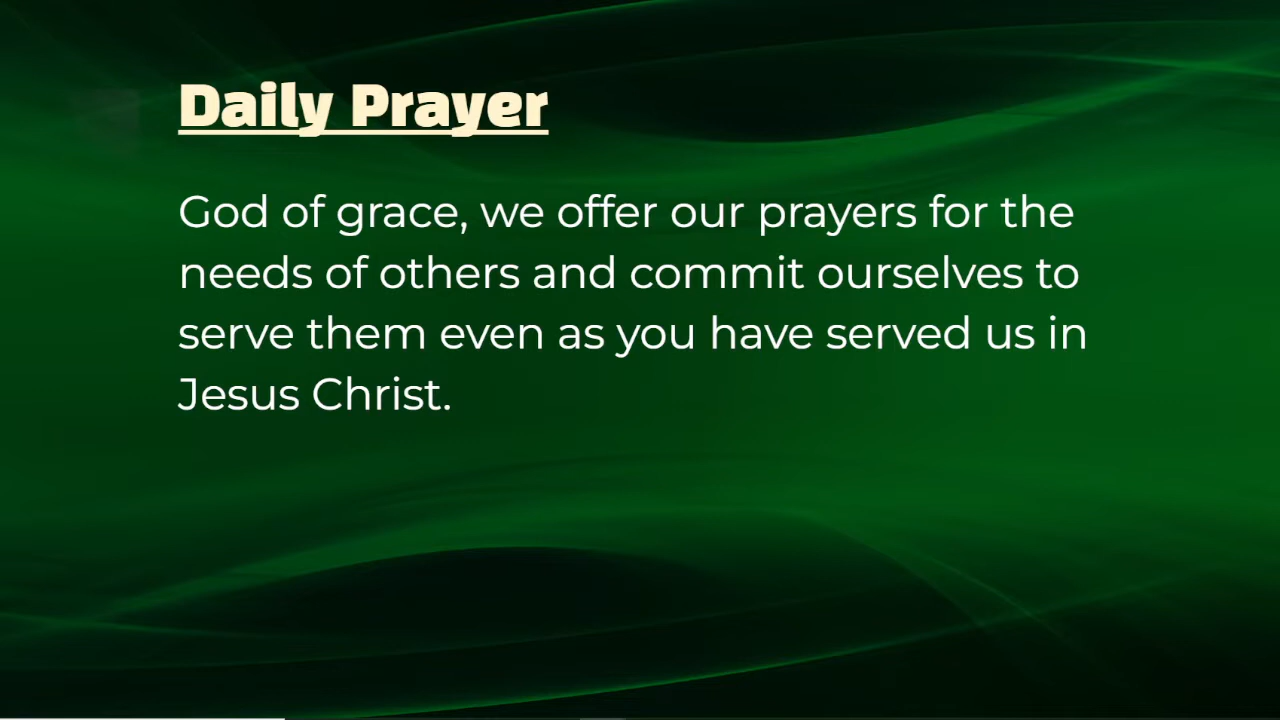 Daily Prayer
God of grace, we offer our prayers for the
needs of others and commit ourselves to
serve them even as you have served us in
Jesus Christ.